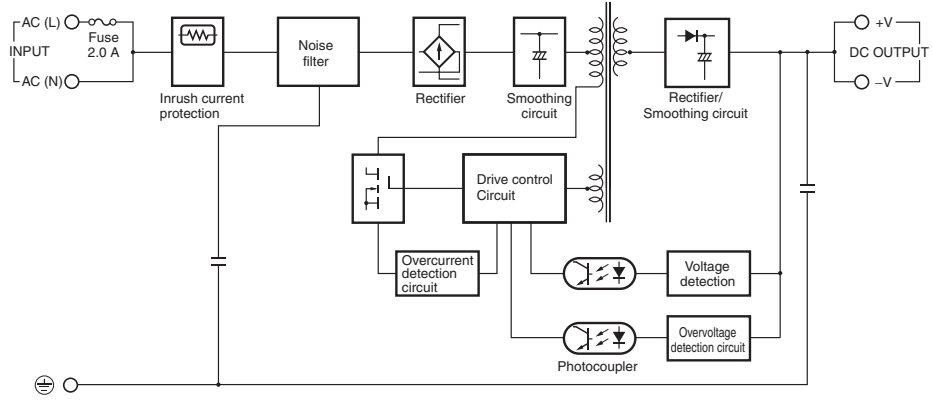 AC (L)
Fuse
2.0 A
INPUT
AC (N)
Inrush current
protection
Noise
filter
Rectifier
Smoothing
circuit
Rectifier/
Smoothing circuit
+V
DC OUTPUT
–V
Drive control
Circuit
Overcurrent
detection
circuit
Voltage
detection
Overvoltage
detection circuit
Photocoupler